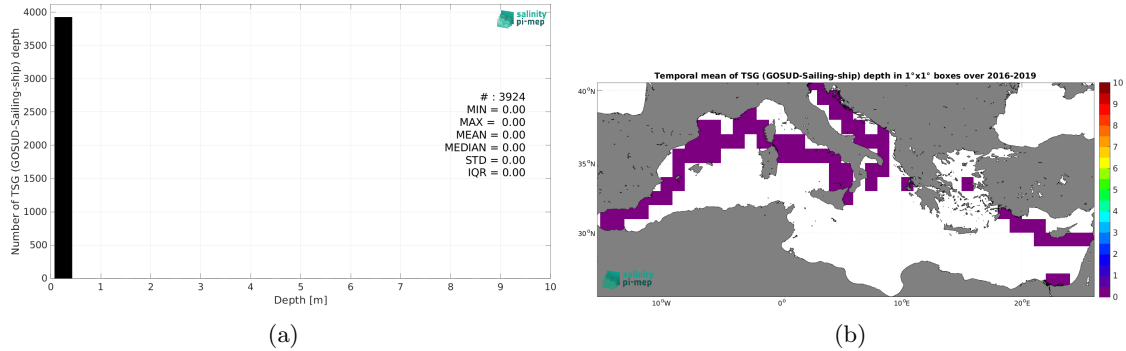 4000
3500
3000
2500
2000
1500
1000
500
0
Number of TSG (GOSUD-Sailing-ship) depth
salinity
pi-mep
# : 3924
MIN = 0.00
MAX = 0.00
MEAN = 0.00
MEDIAN = 0.00
STD = 0.00
IQR = 0.00
0 1 2 3 4 5 6 7 8 9 10
Depth [m]
(a)
Temporal mean of TSG (GOSUD-Sailing-ship) depth in 1°x1° boxes over 2016-2019
40°N
35°N
30°N
salinity
pi-mep
10°W 0° 10°E 20°E
10
9
8
7
6
5
4
3
2
1
0
(b)